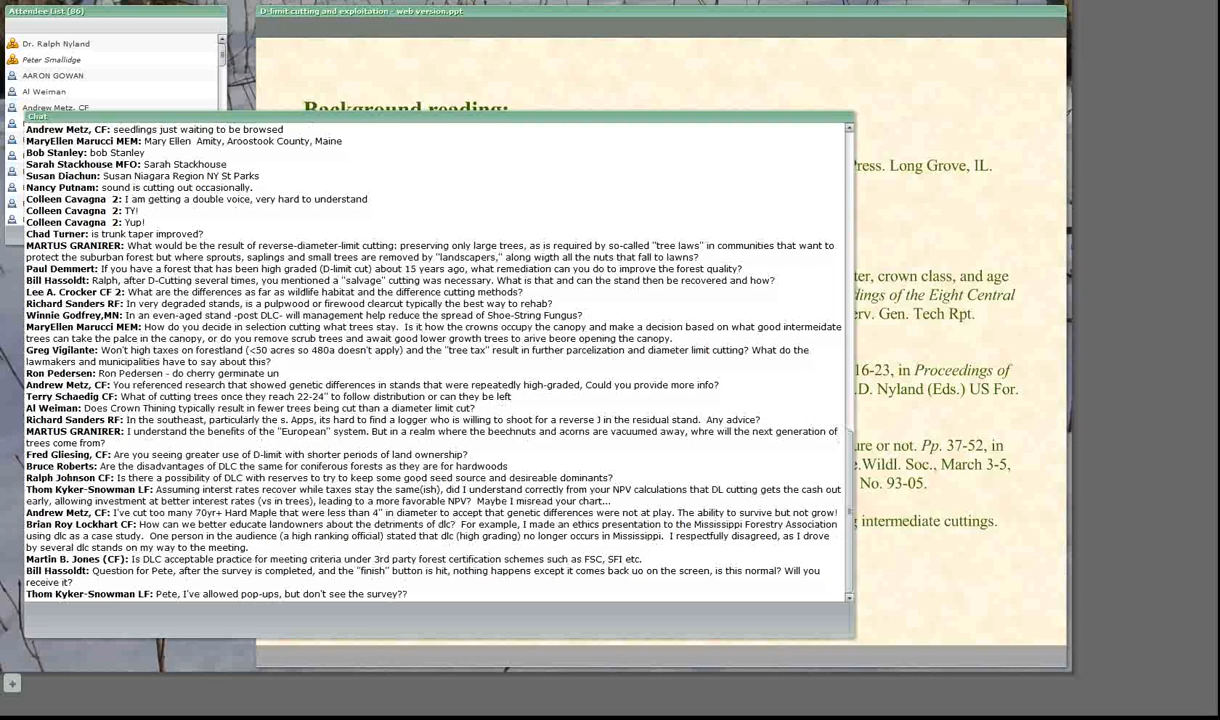 Attendee List (86)
D-limit cutting and exploitation - web version.ppt
Dr. Ralph Nyland
Peter Smallidge
AARON GOWAN
Al Weiman
Andrew Metz, CF
Background reading:
Chat
Andrew Metz, CF: seedlings just waiting to be browsed
MaryEllen Marucci MEM: Mary Ellen Amity, Aroostook County, Maine
Bob Stanley: bob Stanley
Sarah Stackhouse MFO: Sarah Stackhouse
Susan Diachun: Susan Niagara Region NY St Parks
Nancy Putnam: sound is cutting out occasionally.
Colleen Cavagna 2: I am getting a double voice, very hard to understand
Colleen Cavagna 2: TY!
Colleen Cavagna 2: Yup!
Chad Turner: is trunk taper improved?
MARTUS GRANIRER: What would be the result of reverse-diameter-limit cutting: preserving only large trees, as is required by so-called "tree laws" in communities that want to
protect the suburban forest but where sprouts, saplings and small trees are removed by "landscapers," along wigth all the nuts that fall to lawns?
Paul Demmert: If you have a forest that has been high graded (D-limit cut) about 15 years ago, what remediation can you do to improve the forest quality?
Bill Hassoldt: Ralph, after D-Cutting several times, you mentioned a "salvage" cutting was necessary. What is that and can the stand then be recovered and how?
Lee A. Crocker CF 2: What are the differences as far as wildlife habitat and the difference cutting methods?
Richard Sanders RF: In very degraded stands, is a pulpwood or firewood clearcut typically the best way to rehab?
Winnie Godfrey,MN: In an even-aged stand -post DLC- will management help reduce the spread of Shoe-String Fungus?
MaryEllen Marucci MEM: How do you decide in selection cutting what trees stay. Is it how the crowns occupy the canopy and make a decision based on what good intermeidate
trees can take the palce in the canopy, or do you remove scrub trees and await good lower growth trees to arive beore opening the canopy.
Greg Vigilante: Won't high taxes on forestland (<50 acres so 480a doesn't apply) and the "tree tax" result in further parcelization and diameter limit cutting? What do the
lawmakers and municipalities have to say about this?
Ron Pedersen: Ron Pedersen - do cherry germinate un
Andrew Metz, CF: You referenced research that showed genetic differences in stands that were repeatedly high-graded, Could you provide more info?
Terry Schaedig CF: What of cutting trees once they reach 22-24" to follow distribution or can they be left
Al Weiman: Does Crown Thining typically result in fewer trees being cut than a diameter limit cut?
Richard Sanders RF: In the southeast, particularly the s. Apps, its hard to find a logger who is willing to shoot for a reverse J in the residual stand. Any advice?
MARTUS GRANIRER: I understand the benefits of the "European" system. But in a realm where the beechnuts and acorns are vacuumed away, whre will the next generation of
trees come from?
Fred Gliesing, CF: Are you seeing greater use of D-limit with shorter periods of land ownership?
Bruce Roberts: Are the disadvantages of DLC the same for coniferous forests as they are for hardwoods
Ralph Johnson CF: Is there a possibility of DLC with reserves to try to keep some good seed source and desireable dominants?
Thom Kyker-Snowman LF: Assuming interst rates recover while taxes stay the same(ish), did I understand correctly from your NPV calculations that DL cutting gets the cash out
early, allowing investment at better interest rates (vs in trees), leading to a more favorable NPV? Maybe I misread your chart...
Andrew Metz, CF: I've cut too many 70yr+ Hard Maple that were less than 4" in diameter to accept that genetic differences were not at play. The ability to survive but not grow!
Brian Roy Lockhart CF: How can we better educate landowners about the detriments of dlc? For example, I made an ethics presentation to the Mississippi Forestry Association
using dlc as a case study. One person in the audience (a high ranking official) stated that dlc (high grading) no longer occurs in Mississippi. I respectfully disagreed, as I drove
by several dlc stands on my way to the meeting.
Martin B. Jones (CF): Is DLC acceptable practice for meeting criteria under 3rd party forest certification schemes such as FSC, SFI etc.
Bill Hassoldt: Question for Pete, after the survey is completed, and the "finish" button is hit, nothing happens except it comes back uo on the screen, is this normal? Will you
receive it?
Thom Kyker-Snowman LF: Pete, I've allowed pop-ups, but don't see the survey??
ress. Long Grove, IL.
ter, crown class, and age
dings of the Eight Central
erv. Gen. Tech Rpt.
16-23, in Proceedings of
.D. Nyland (Eds.) US For.
ure or not. Pp. 37-52, in
e.Wildl. Soc., March 3-5,
No. 93-05.
g intermediate cuttings.